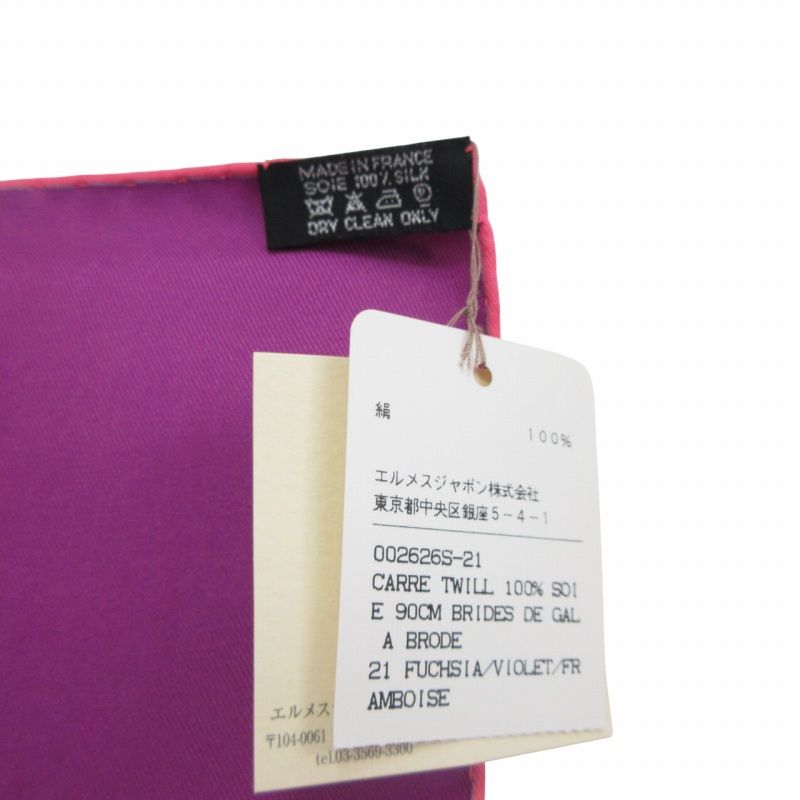 MADE IN FRANCE
SOIE 100% SILK
DRY CLEAN ONLY
絹
100%
エルメスジャポン株式会社
東京都中央区銀座5-4-1
002626S-21
CARRE TWILL 100% SOI
E 90CM BRIDES DE GAL
A BRODE
21 FUCHSIA/VIOLET/FR
AMBOISE
エルメス
〒104-0061
tel.03-3569-3300